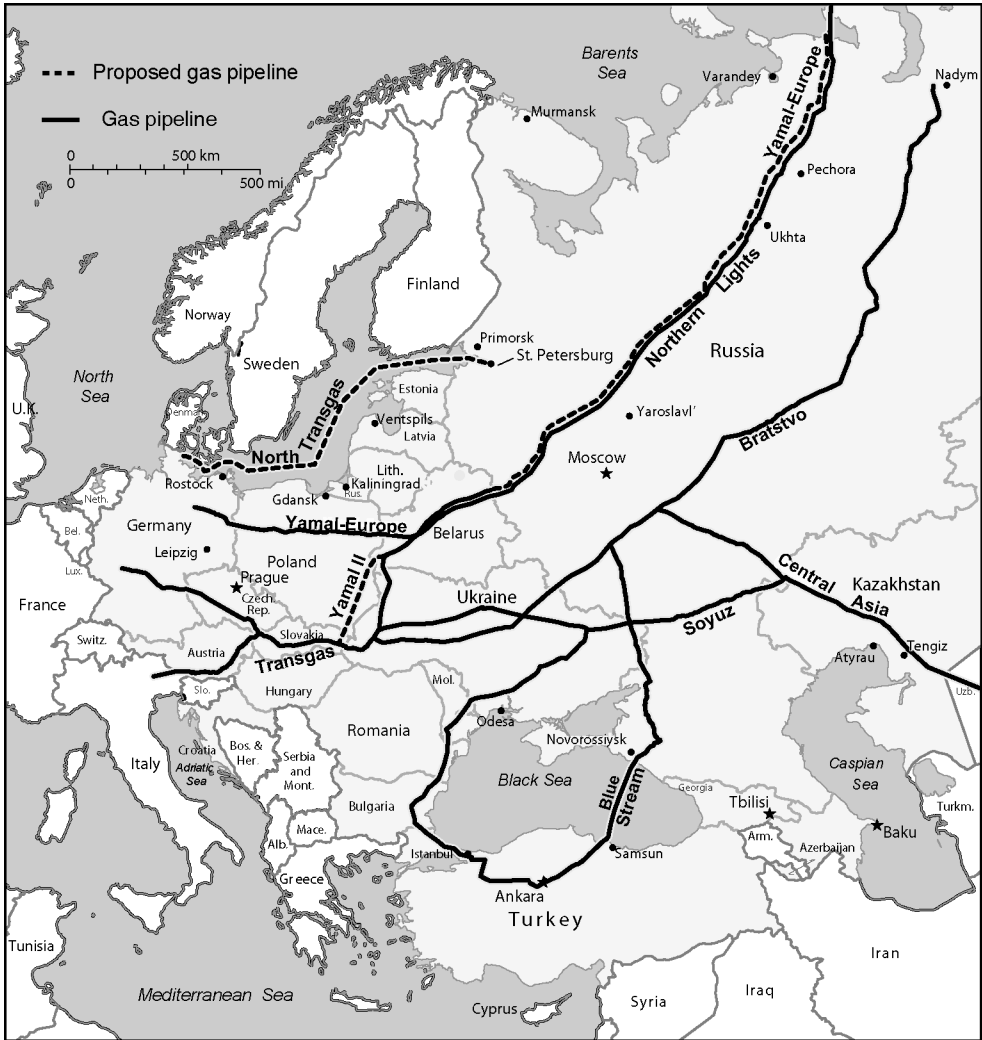 Proposed gas pipeline
Gas pipeline
0 500 km
0 500 mi
Barents
Sea
Varandey
Nadym
Murmansk
Yamal-Europe
Pechora
Ukhta
Northern Lights
Finland
Norway
Sweden
Primorsk
St. Petersburg
Russia
North
Sea
U.K.
Denmark
Estonia
North Transgas
Ventspils
Latvia
Yaroslavl'
Bratstvo
Moscow
Lith.
Kaliningrad
Rus.
Rostock
Gdansk
Neth.
Yamal-Europe
Belarus
Germany
Bel.
Leipzig
Poland
Lux.
Prague
Czech.
Rep.
Yamal II
Ukraine
Central Asia
Kazakhstan
France
Soyuz
Slovakia
Switz.
Austria
Transgas
Atyrau
Tengiz
Mol.
Slo.
Hungary
Uzb.
Odesa
Romania
Novorossiysk
Croatia
Bos. &
Her.
Serbia
and
Mont.
Italy
Adriatic
Sea
Black Sea
Blue
Stream
Caspian
Sea
Georgia
Tbilisi
Bulgaria
Turkm.
Mace.
Alb.
Arm.
Baku
Azerbaijan
Istanbul
Samsun
Greece
Ankara
Turkey
Tunisia
Iran
Mediterranean Sea
Cyprus
Syria
Iraq